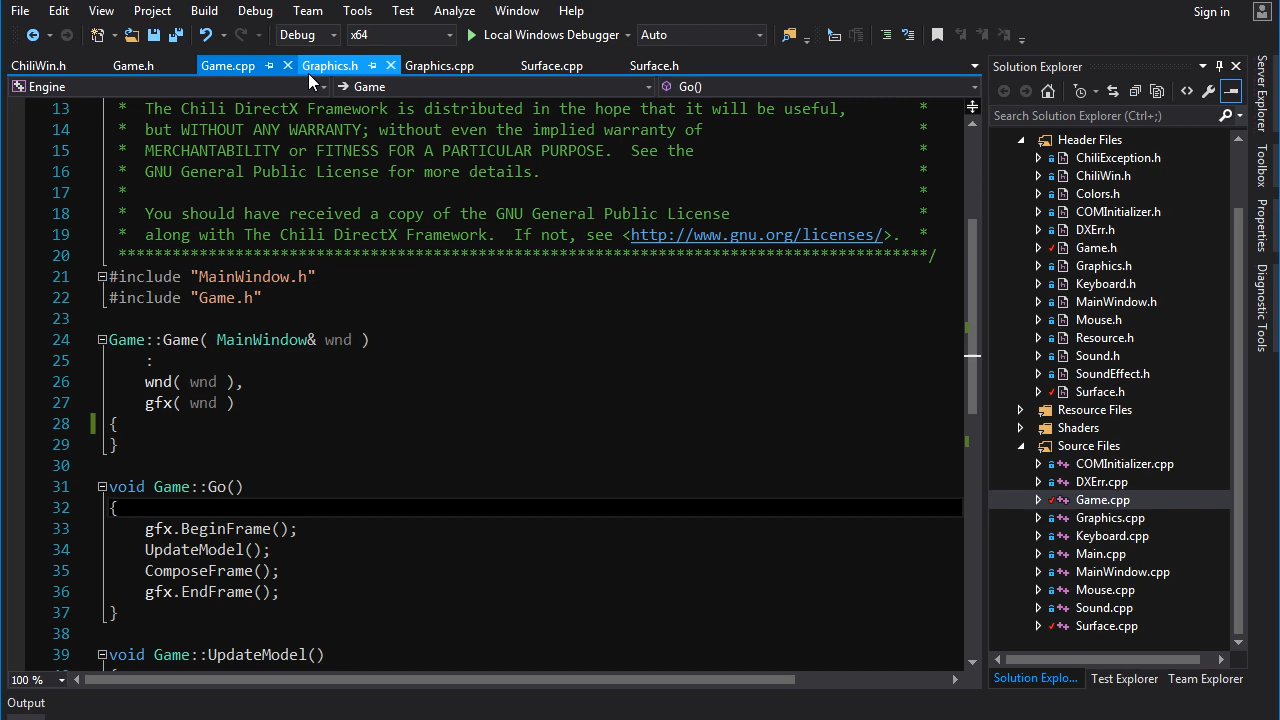 File Edit View Project Build Debug Team Tools Test Analyze Window Help Sign in
Debug x64 Local Windows Debugger Auto
ChiliWin.h Game.h Game.cpp Graphics.h Graphics.cpp Surface.cpp Surface.h
Engine Game Go()
13 * The Chili DirectX Framework is distributed in the hope that it will be useful, *
14 * but WITHOUT ANY WARRANTY; without even the implied warranty of *
15 * MERCHANTABILITY or FITNESS FOR A PARTICULAR PURPOSE. See the *
16 * GNU General Public License for more details. *
17 * *
18 * You should have received a copy of the GNU General Public License *
19 * along with The Chili DirectX Framework. If not, see <http://www.gnu.org/licenses/>. *
20 ******************************************************************************************/
21 #include "MainWindow.h"
22 #include "Game.h"
23
24 Game::Game( MainWindow& wnd )
25 :
26 wnd( wnd ),
27 gfx( wnd )
28 {
29 }
30
31 void Game::Go()
32 {
33 gfx.BeginFrame();
34 UpdateModel();
35 ComposeFrame();
36 gfx.EndFrame();
37 }
38
39 void Game::UpdateModel()
100 %
Output
Solution Explorer
Search Solution Explorer (Ctrl+;)
Header Files
ChiliException.h
ChiliWin.h
Colors.h
COMInitializer.h
DXErr.h
Game.h
Graphics.h
Keyboard.h
MainWindow.h
Mouse.h
Resource.h
Sound.h
SoundEffect.h
Surface.h
Resource Files
Shaders
Source Files
COMInitializer.cpp
DXErr.cpp
Game.cpp
Graphics.cpp
Keyboard.cpp
Main.cpp
MainWindow.cpp
Mouse.cpp
Sound.cpp
Surface.cpp
Solution Explo... Test Explorer Team Explorer
Server Explorer
Toolbox
Properties
Diagnostic Tools